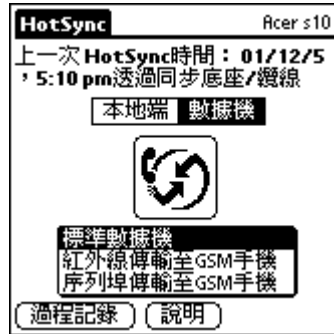 HotSync Acer s10
上一次 HotSync時間： 01/12/5
，5:10 pm透過同步底座/纜線
本地端 數據機
標準數據機
紅外線傳輸至GSM手機
序列埠傳輸至GSM手機
過程記錄 說明